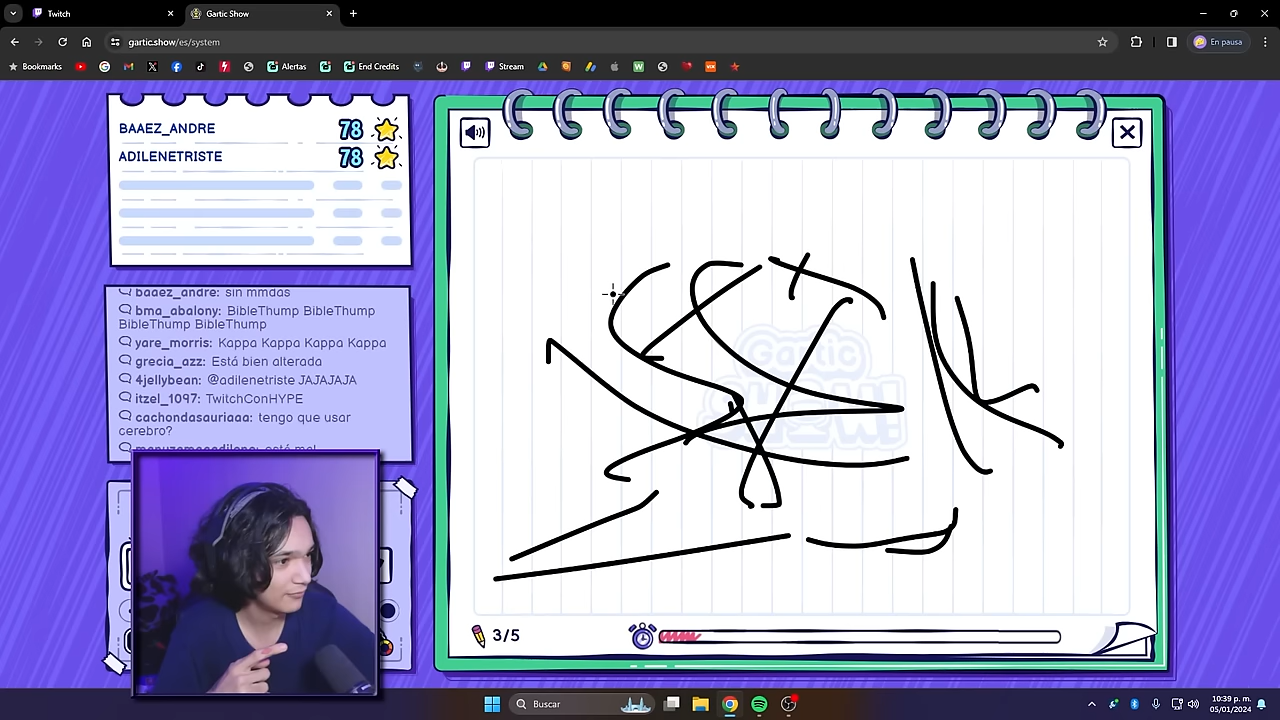 Twitch
Gartic Show
gartic.show/es/system
En pausa
Bookmarks
Alertas
End Credits
Stream
BAAEZ_ANDRE 78
ADILENETRISTE 78
baaez_andre: sin mmdas
bma_abalony: BibleThump BibleThump
BibleThump BibleThump
yare_morris: Kappa Kappa Kappa Kappa
grecia_azz: Está bien alterada
4jellybean: @adilenetriste JAJAJAJA
itzel_1097: TwitchConHYPE
cachondasauriaaa: tengo que usar
cerebro?
Gartic
SHOW!
3/5
Buscar
10:39 p. m.
05/01/2024